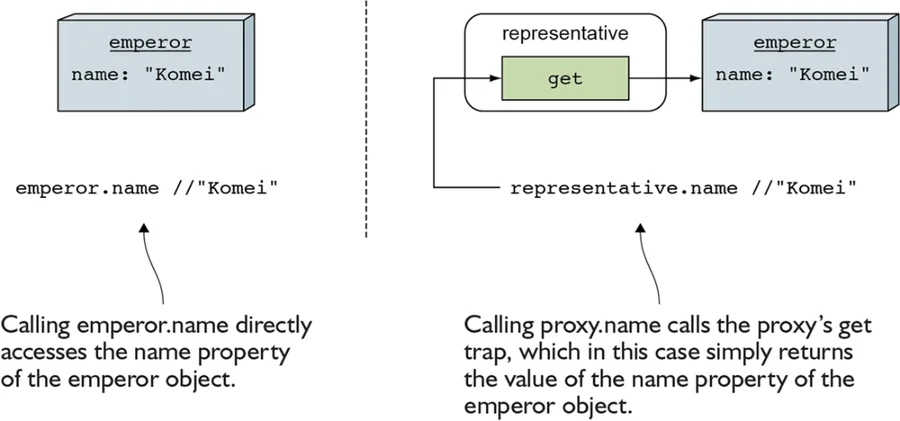 emperor
name: "Komei"
emperor.name //"Komei"
Calling emperor.name directly
accesses the name property
of the emperor object.
representative
get
emperor
name: "Komei"
representative.name //"Komei"
Calling proxy.name calls the proxy’s get
trap, which in this case simply returns
the value of the name property of the
emperor object.